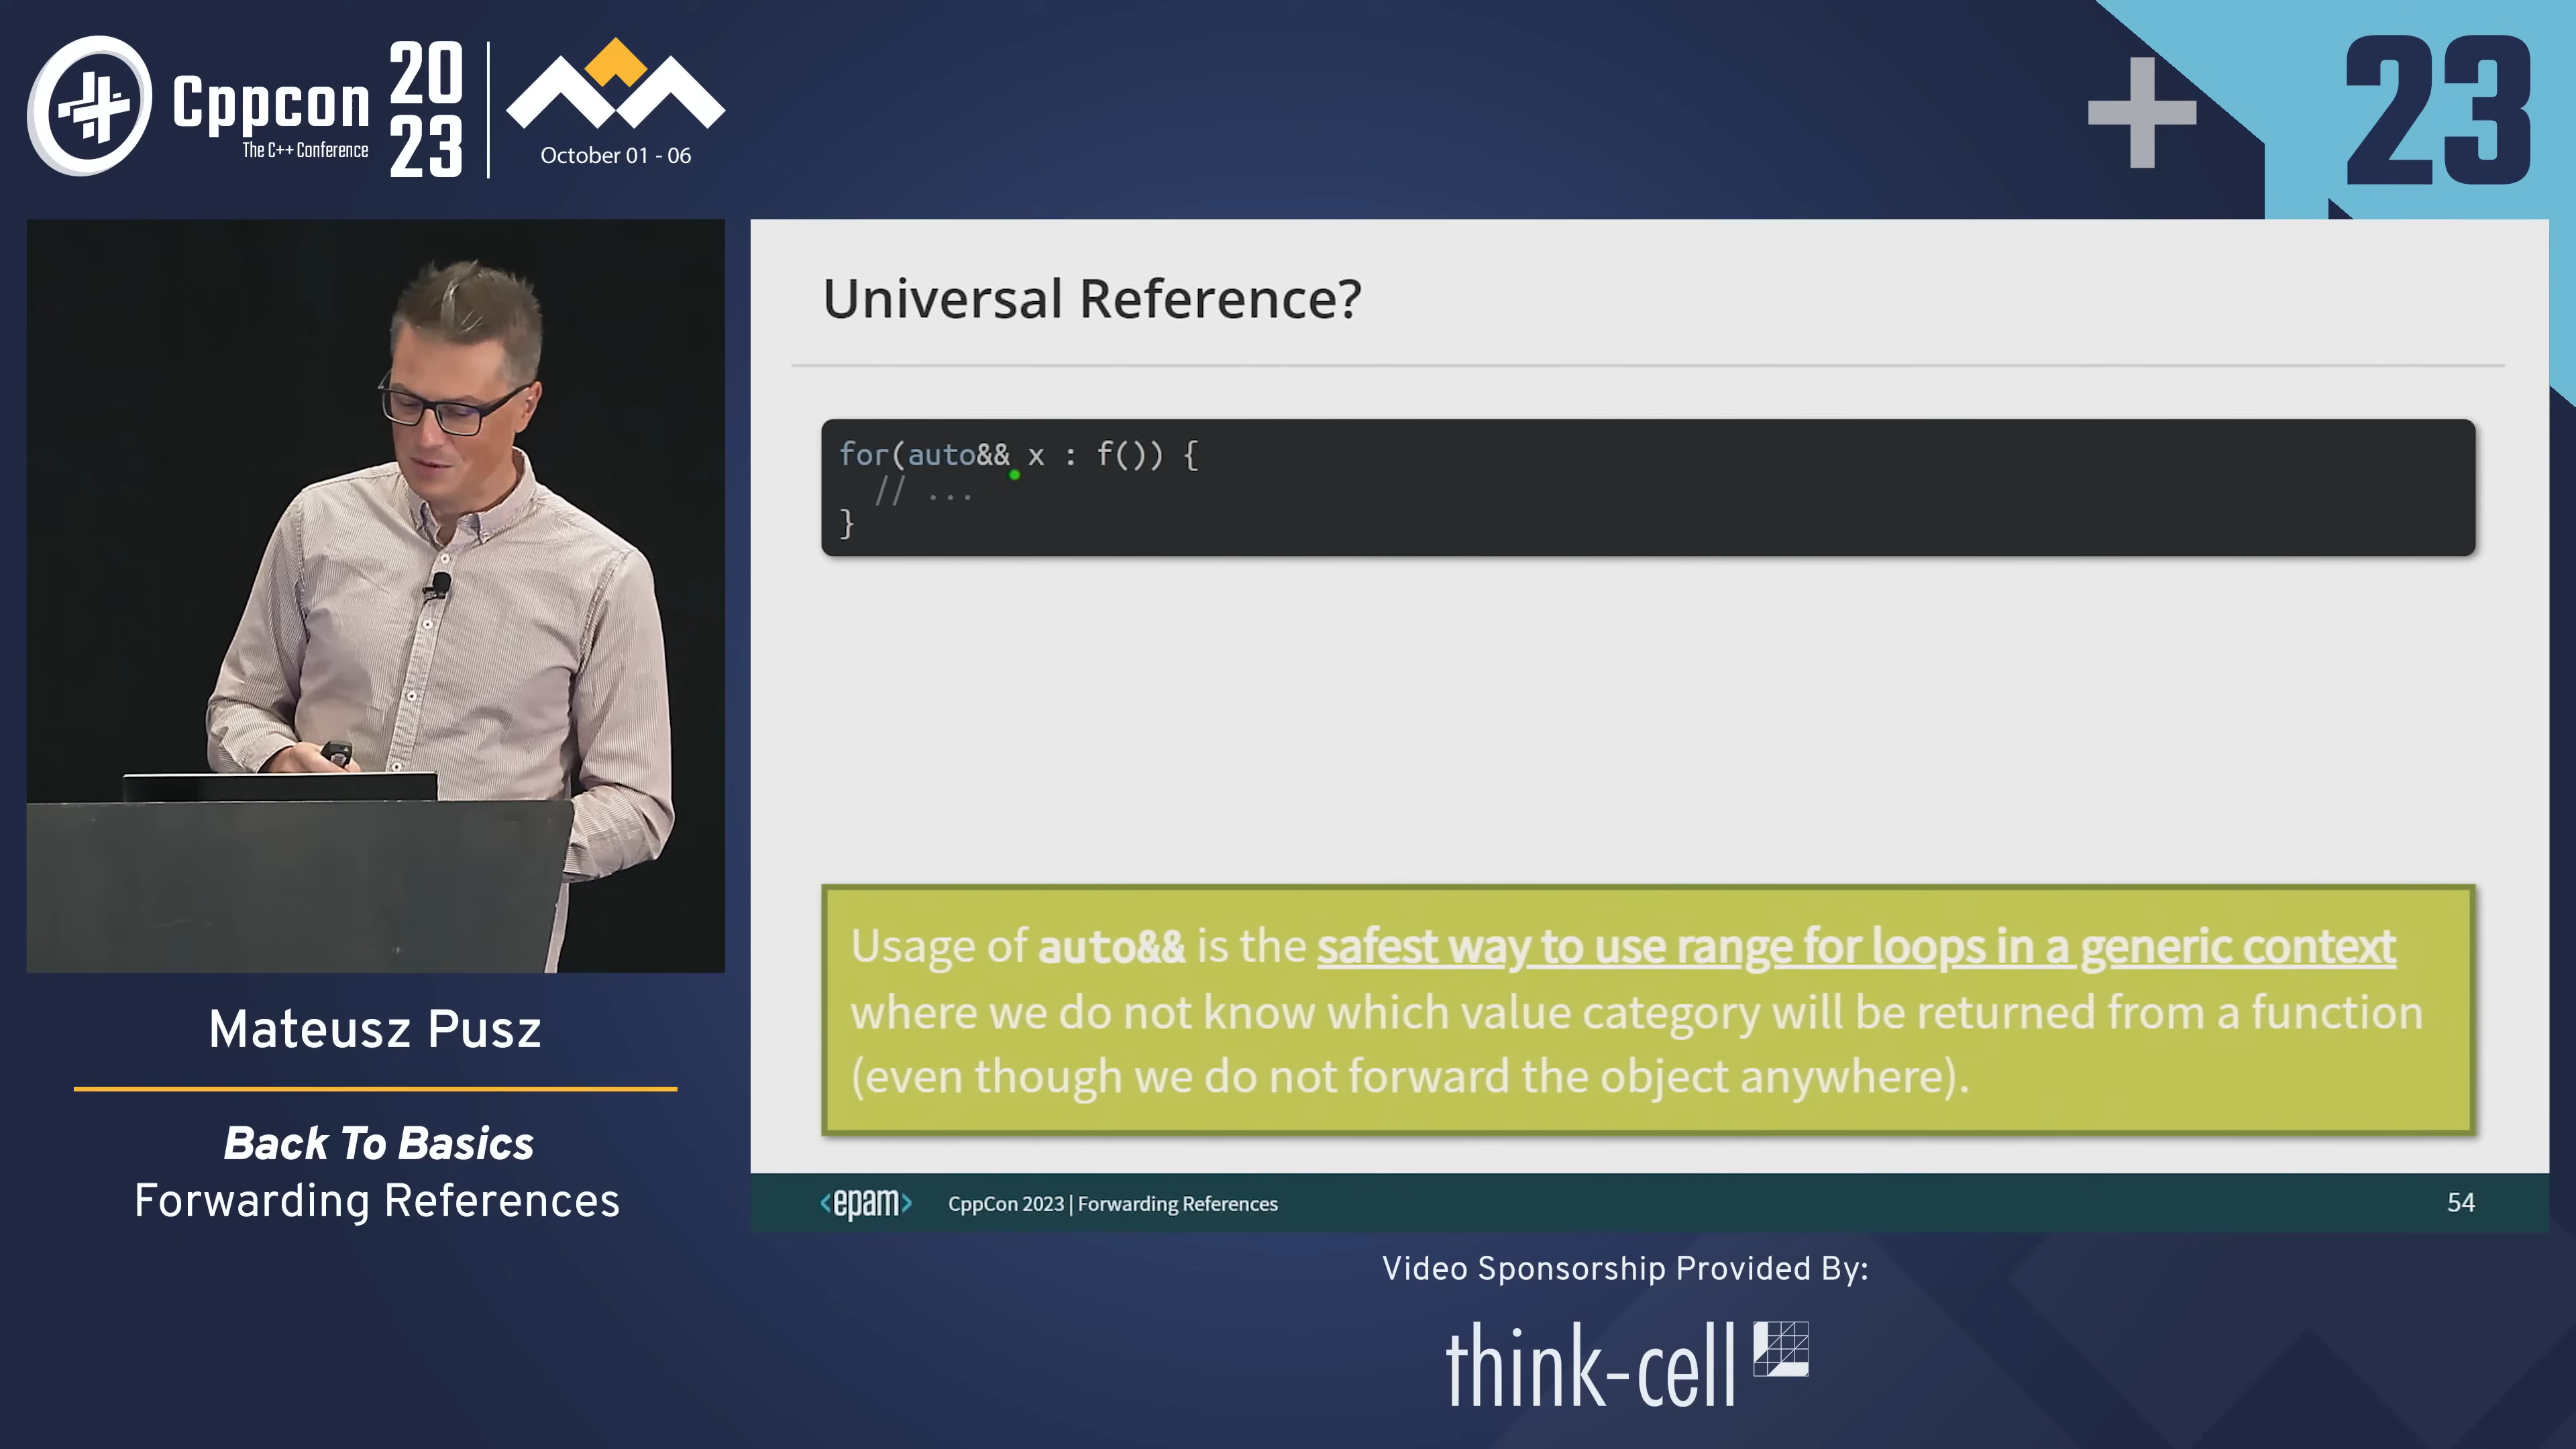 Cppcon
The C++ Conference
20
23
October 01 - 06
23
Universal Reference?
for(auto&& x : f()) {
// ...
}
Usage of auto&& is the safest way to use range for loops in a generic context
where we do not know which value category will be returned from a function
(even though we do not forward the object anywhere).
<epam>
CppCon 2023 | Forwarding References
54
Mateusz Pusz
Back To Basics
Forwarding References
Video Sponsorship Provided By:
think-cell